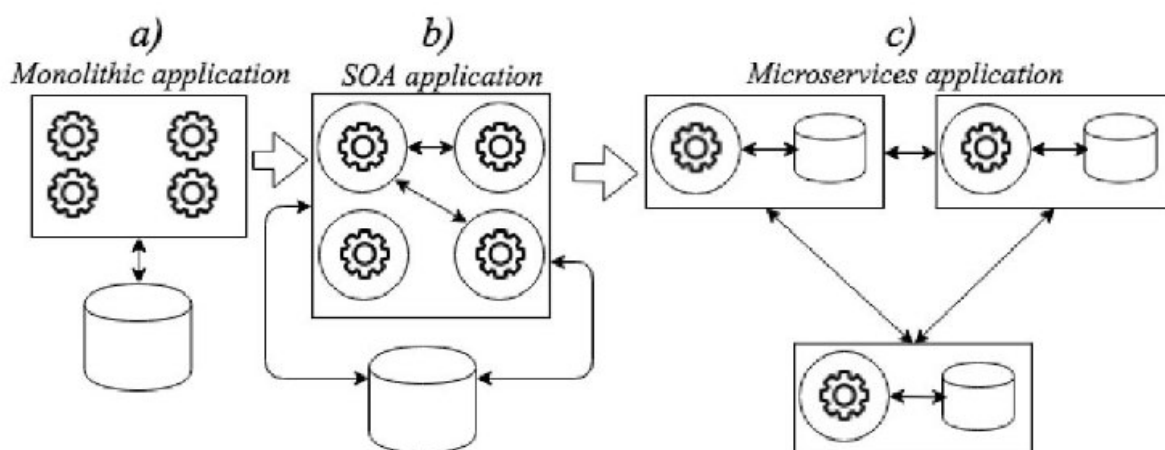 a)
Monolithic application
b)
SOA application
c)
Microservices application